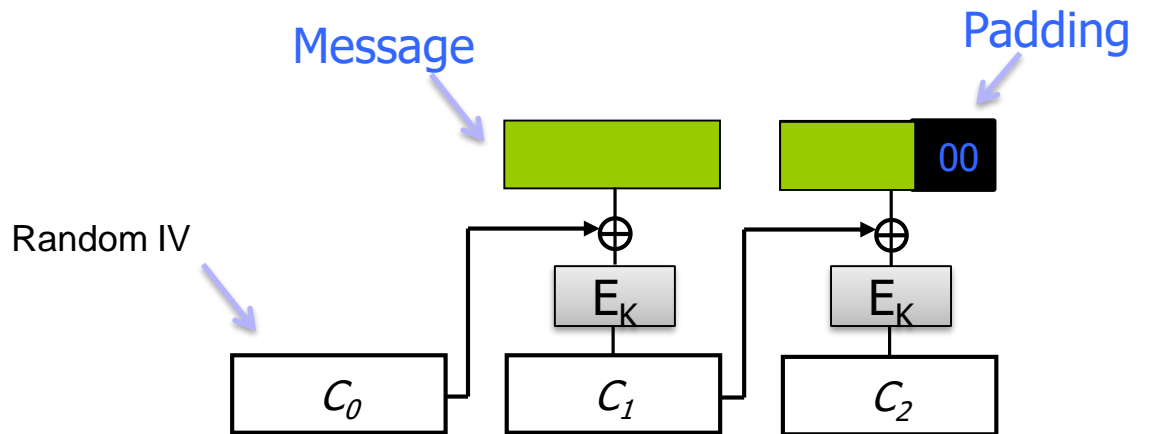 Message
Padding
00
Random IV
E_K
E_K
C_0
C_1
C_2